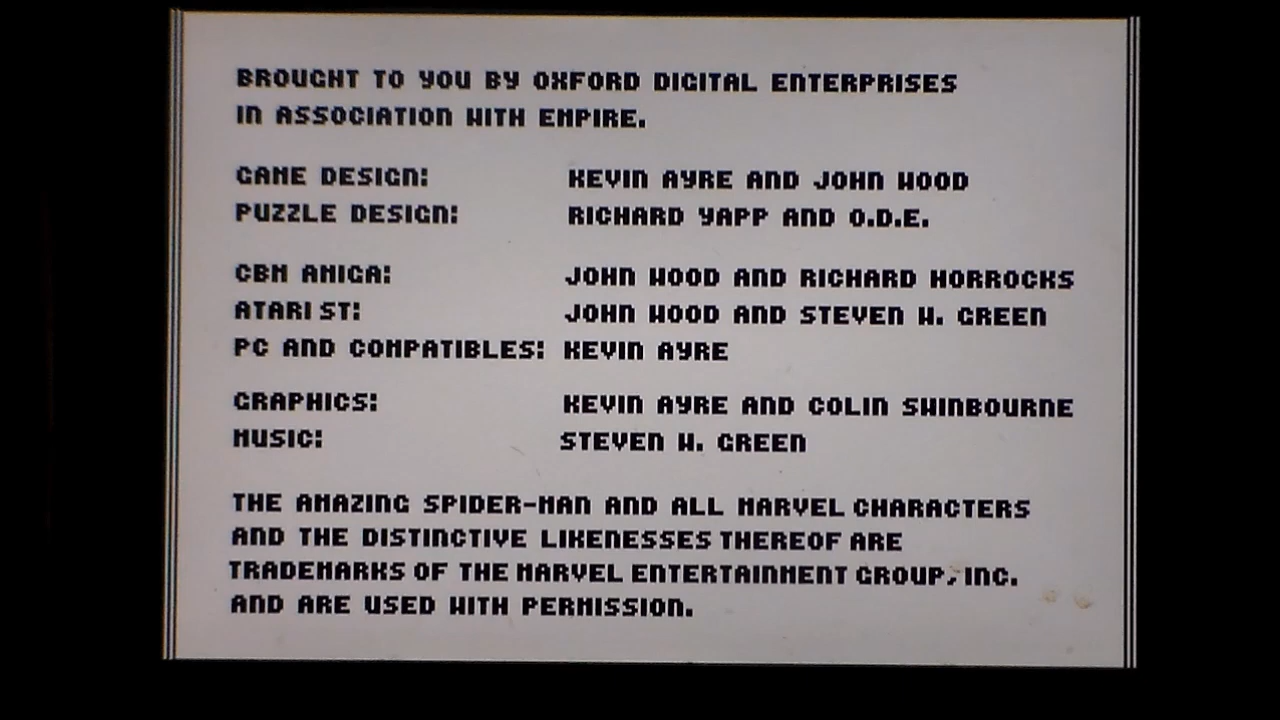 BROUGHT TO YOU BY OXFORD DIGITAL ENTERPRISES
IN ASSOCIATION WITH EMPIRE.
GAME DESIGN: KEVIN AYRE AND JOHN WOOD
PUZZLE DESIGN: RICHARD YAPP AND O.D.E.
CBM AMIGA: JOHN WOOD AND RICHARD HORROCKS
ATARI ST: JOHN WOOD AND STEVEN W. GREEN
PC AND COMPATIBLES: KEVIN AYRE
GRAPHICS: KEVIN AYRE AND COLIN SWINBOURNE
MUSIC: STEVEN W. GREEN
THE AMAZING SPIDER-MAN AND ALL MARVEL CHARACTERS
AND THE DISTINCTIVE LIKENESSES THEREOF ARE
TRADEMARKS OF THE MARVEL ENTERTAINMENT GROUP, INC.
AND ARE USED WITH PERMISSION.